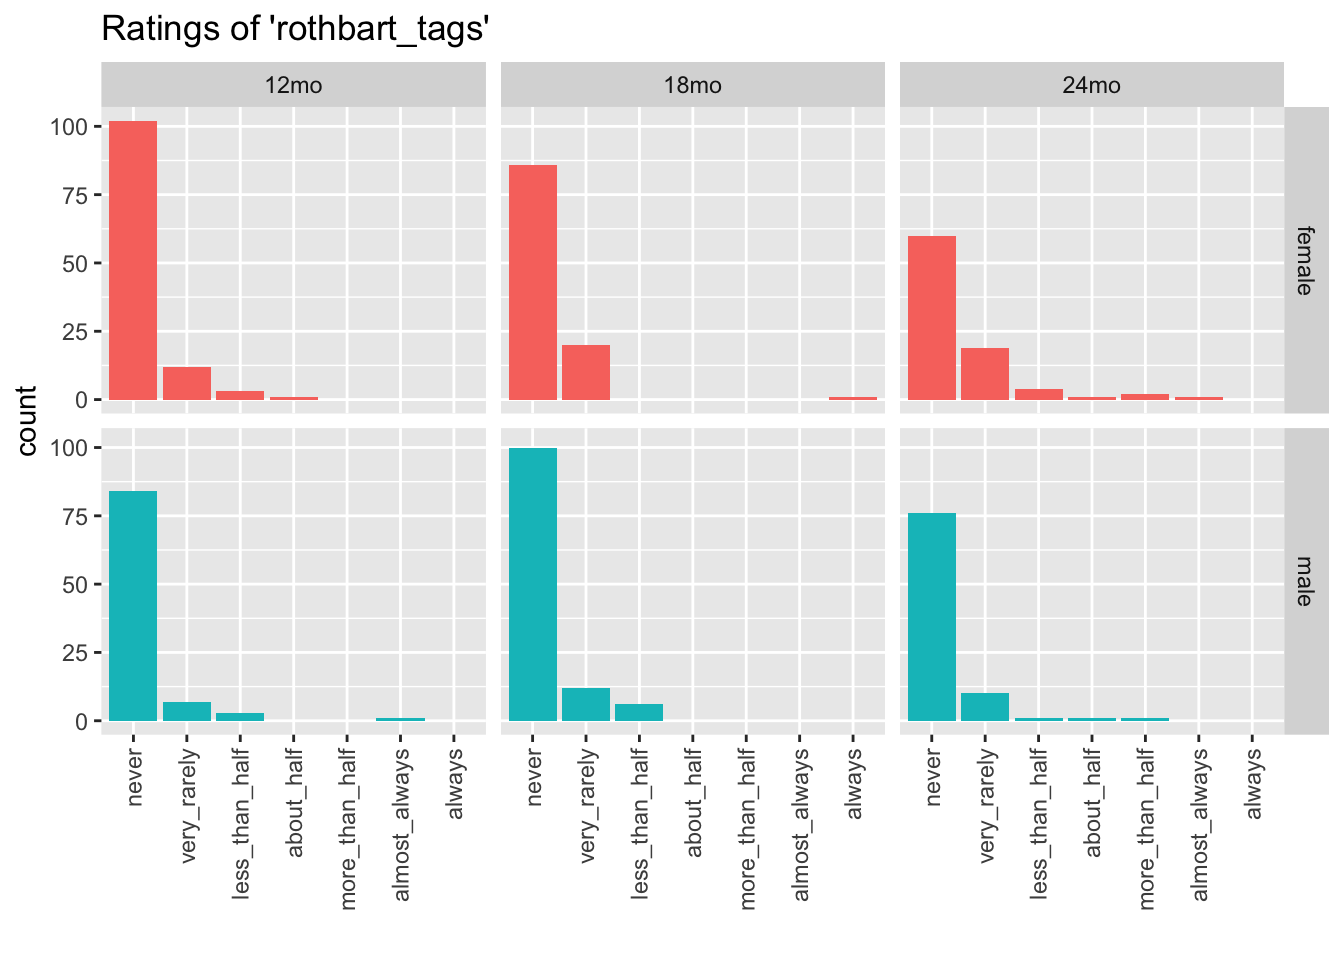 Ratings of 'rothbart_tags'
12mo 18mo 24mo
100
75
50
25
0
female
count
100
75
50
25
0
male
never very_rarely less_than_half about_half more_than_half almost_always always never very_rarely less_than_half about_half more_than_half almost_always always never very_rarely less_than_half about_half more_than_half almost_always always